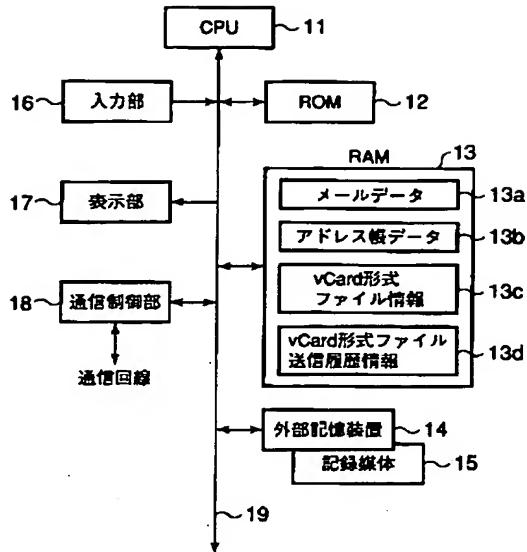 CPU
11
16
入力部
ROM
12
RAM
13
メールデータ
13a
17
表示部
アドレス帳データ
13b
vCard形式
ファイル情報
13c
18
通信制御部
vCard形式ファイル
送信履歴情報
13d
通信回線
外部記憶装置
14
記録媒体
15
19